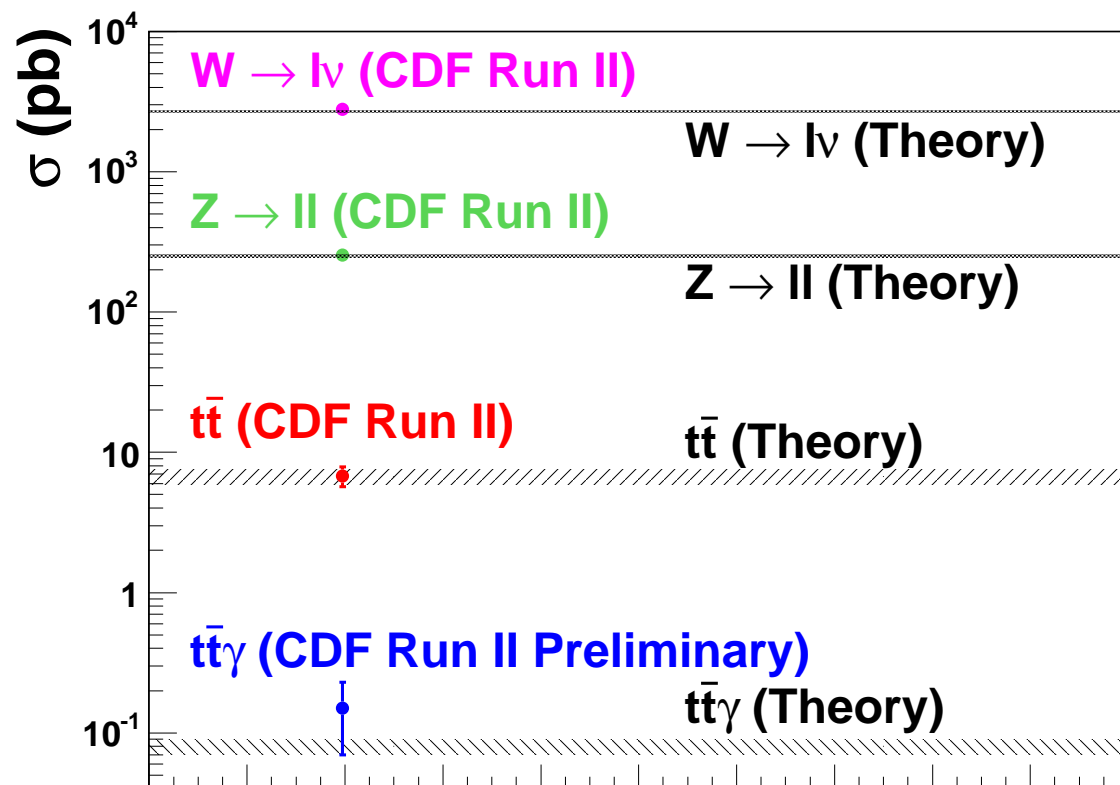 σ (pb)
10⁴
W → lν (CDF Run II)
W → lν (Theory)
10³
Z → ll (CDF Run II)
Z → ll (Theory)
10²
tt̄ (CDF Run II)
tt̄ (Theory)
10
1
tt̄γ (CDF Run II Preliminary)
tt̄γ (Theory)
10⁻¹